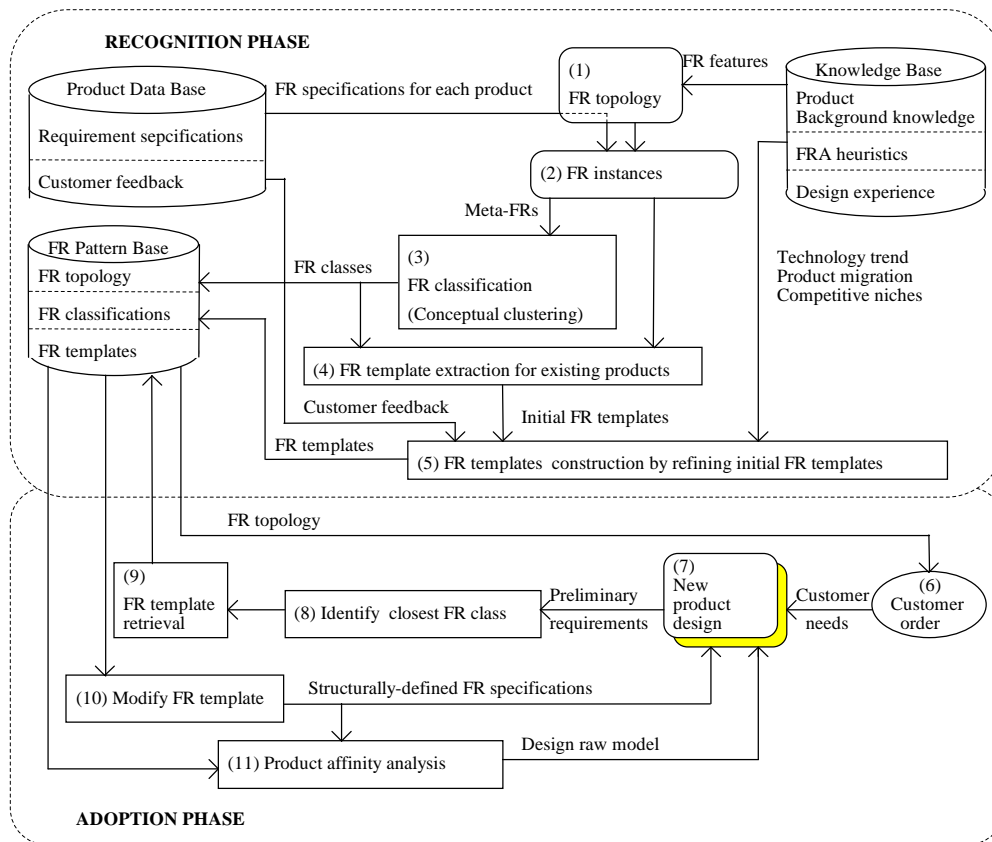 RECOGNITION PHASE
Product Data Base
Requirement sepcifications
Customer feedback
FR specifications for each product
(1)
FR topology
FR features
Knowledge Base
Product
Background knowledge
FRA heuristics
Design experience
(2) FR instances
Meta-FRs
FR Pattern Base
FR topology
FR classifications
FR templates
FR classes
(3)
FR classification
(Conceptual clustering)
Technology trend
Product migration
Competitive niches
(4) FR template extraction for existing products
Customer feedback
Initial FR templates
FR templates
(5) FR templates construction by refining initial FR templates
FR topology
(9)
FR template
retrieval
(8) Identify closest FR class
Preliminary
requirements
(7)
New
product
design
Customer
needs
(6)
Customer
order
(10) Modify FR template
Structurally-defined FR specifications
(11) Product affinity analysis
Design raw model
ADOPTION PHASE